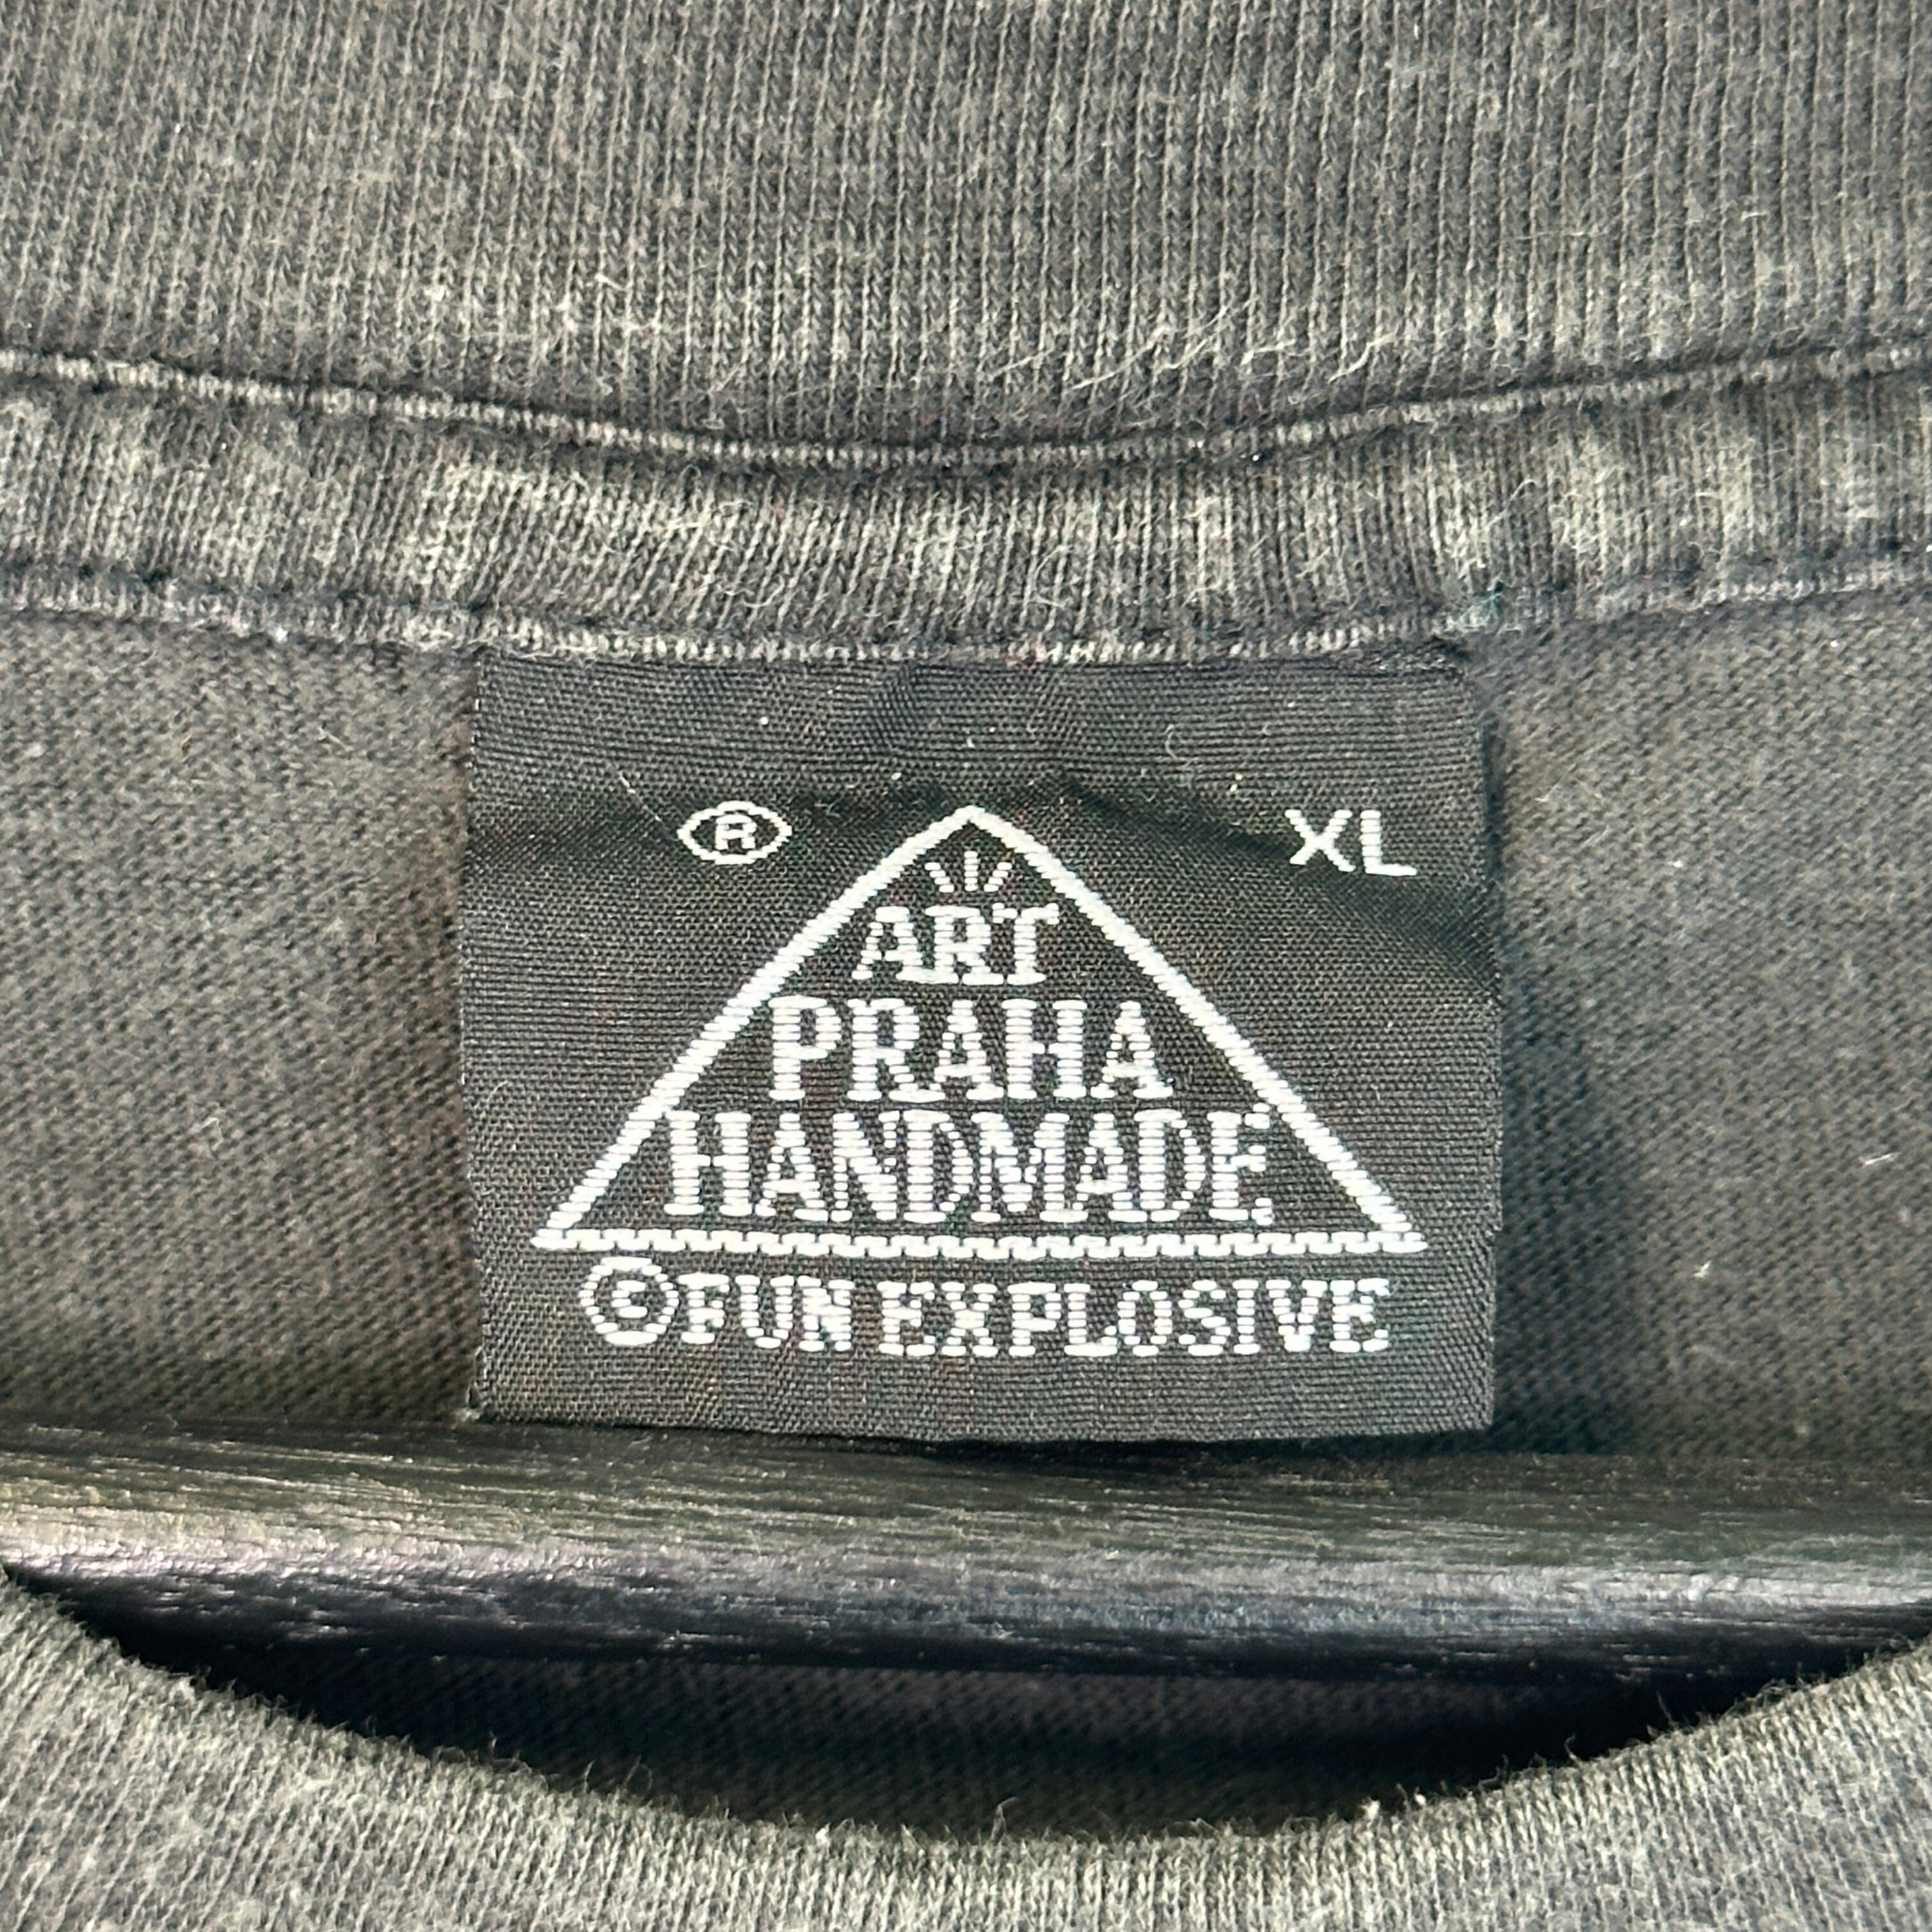 ® XL
ART
PRAHA
HANDMADE
©FUN EXPLOSIVE